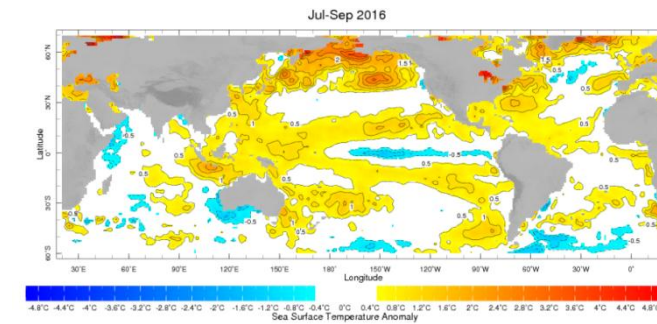 Jul-Sep 2016
60°N
30°N
0°
30°S
60°S
Latitude
30°E 60°E 90°E 120°E 150°E 180° 150°W 120°W 90°W 60°W 30°W 0°
Longitude
-4.8°C -4.4°C -4°C -3.6°C -3.2°C -2.8°C -2.4°C -2°C -1.6°C -1.2°C -0.8°C -0.4°C 0°C 0.4°C 0.8°C 1.2°C 1.6°C 2°C 2.4°C 2.8°C 3.2°C 3.6°C 4°C 4.4°C 4.8°C
Sea Surface Temperature Anomaly